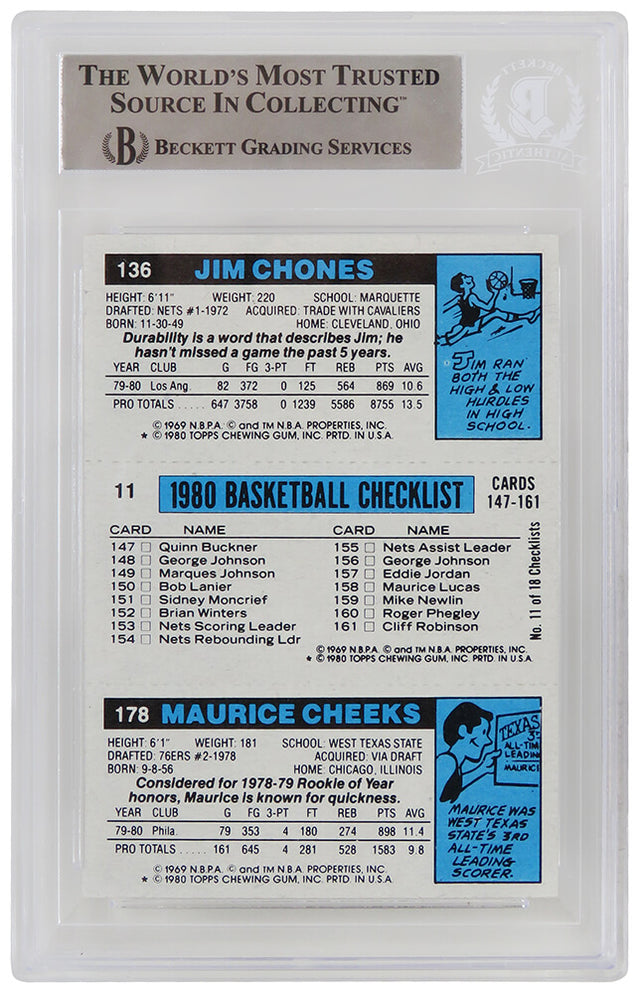 THE WORLD'S MOST TRUSTED
SOURCE IN COLLECTING™
B BECKETT GRADING SERVICES
BECKETT
B
AUTHENTIC
136 JIM CHONES
HEIGHT: 6'11" WEIGHT: 220 SCHOOL: MARQUETTE
DRAFTED: NETS #1-1972 ACQUIRED: TRADE WITH CAVALIERS
BORN: 11-30-49 HOME: CLEVELAND, OHIO
Durability is a word that describes Jim; he
hasn't missed a game the past 5 years.
YEAR CLUB G FG 3-PT FT REB PTS AVG
79-80 Los Ang. 82 372 0 125 564 869 10.6
PRO TOTALS ..... 647 3758 0 1239 5586 8755 13.5
© 1969 N.B.P.A. © and TM N.B.A. PROPERTIES, INC.
★ © 1980 TOPPS CHEWING GUM, INC. PRTD. IN U.S.A.
JIM RAN
BOTH THE
HIGH & LOW
HURDLES
IN HIGH
SCHOOL.
11 1980 BASKETBALL CHECKLIST CARDS
147-161
CARD NAME CARD NAME
147 □ Quinn Buckner 155 □ Nets Assist Leader
148 □ George Johnson 156 □ George Johnson
149 □ Marques Johnson 157 □ Eddie Jordan
150 □ Bob Lanier 158 □ Maurice Lucas
151 □ Sidney Moncrief 159 □ Mike Newlin
152 □ Brian Winters 160 □ Roger Phegley
153 □ Nets Scoring Leader 161 □ Cliff Robinson
154 □ Nets Rebounding Ldr
© 1969 N.B.P.A. © and TM N.B.A. PROPERTIES, INC.
★ © 1980 TOPPS CHEWING GUM, INC. PRTD. IN U.S.A.
No. 11 of 18 Checklists
178 MAURICE CHEEKS
HEIGHT: 6'1" WEIGHT: 181 SCHOOL: WEST TEXAS STATE
DRAFTED: 76ERS #2-1978 ACQUIRED: VIA DRAFT
BORN: 9-8-56 HOME: CHICAGO, ILLINOIS
Considered for 1978-79 Rookie of Year
honors, Maurice is known for quickness.
YEAR CLUB G FG 3-PT FT REB PTS AVG
79-80 Phila. 79 353 4 180 274 898 11.4
PRO TOTALS ..... 161 645 4 281 528 1583 9.8
© 1969 N.B.P.A. © and TM N.B.A. PROPERTIES, INC.
★ © 1980 TOPPS CHEWING GUM, INC. PRTD. IN U.S.A.
TEXAS
ALL-TIM
LEADIN
MAURICE
MAURICE WAS
WEST TEXAS
STATE'S 3RD
ALL-TIME
LEADING
SCORER.